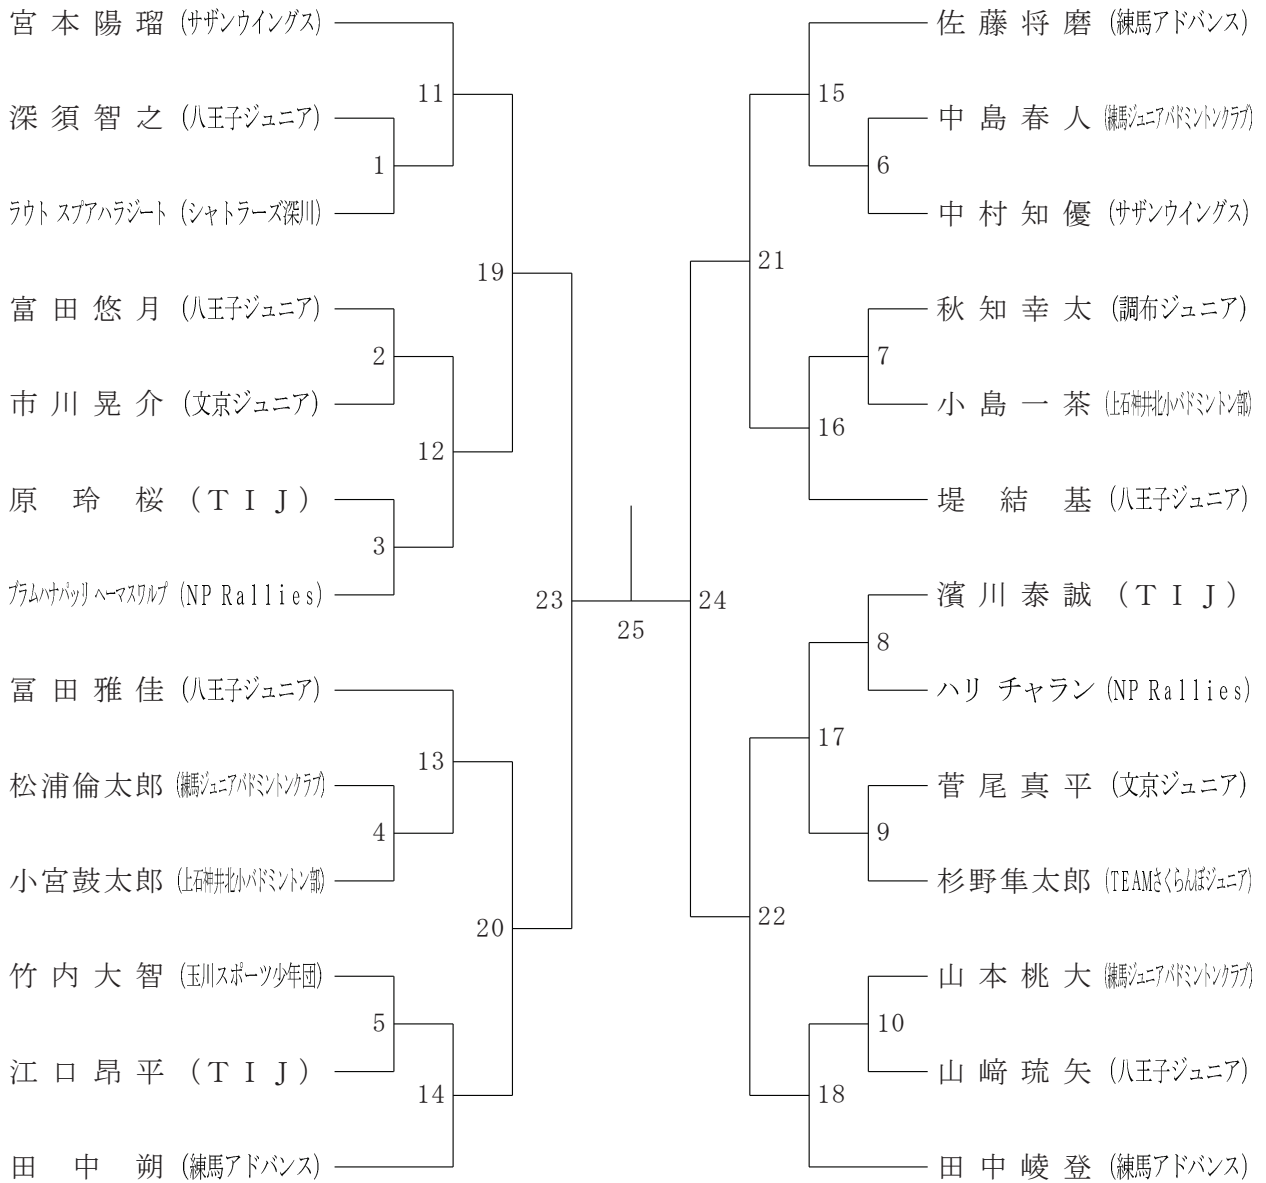 宮本陽瑠 (サザンウイングス)
11
深須智之 (八王子ジュニア)
1
ラウト スプアハラジート (シャトラーズ深川)
19
富田悠月 (八王子ジュニア)
2
市川晃介 (文京ジュニア)
12
原玲桜 (TIJ)
3
プラムハナパッリ ヘーマスワルプ (NP Rallies)
23
冨田雅佳 (八王子ジュニア)
13
松浦倫太郎 (練馬ジュニアバドミントンクラブ)
4
小宮鼓太郎 (上石神井北小バドミントン部)
20
竹内大智 (玉川スポーツ少年団)
5
江口昂平 (TIJ)
14
田中朔 (練馬アドバンス)
25
佐藤将磨 (練馬アドバンス)
15
中島春人 (練馬ジュニアバドミントンクラブ)
6
中村知優 (サザンウイングス)
21
秋知幸太 (調布ジュニア)
7
小島一茶 (上石神井北小バドミントン部)
16
堤結基 (八王子ジュニア)
24
濱川泰誠 (TIJ)
8
ハリ チャラン (NP Rallies)
17
菅尾真平 (文京ジュニア)
9
杉野隼太郎 (TEAMさくらんぼジュニア)
22
山本桃大 (練馬ジュニアバドミントンクラブ)
10
山﨑琉矢 (八王子ジュニア)
18
田中崚登 (練馬アドバンス)